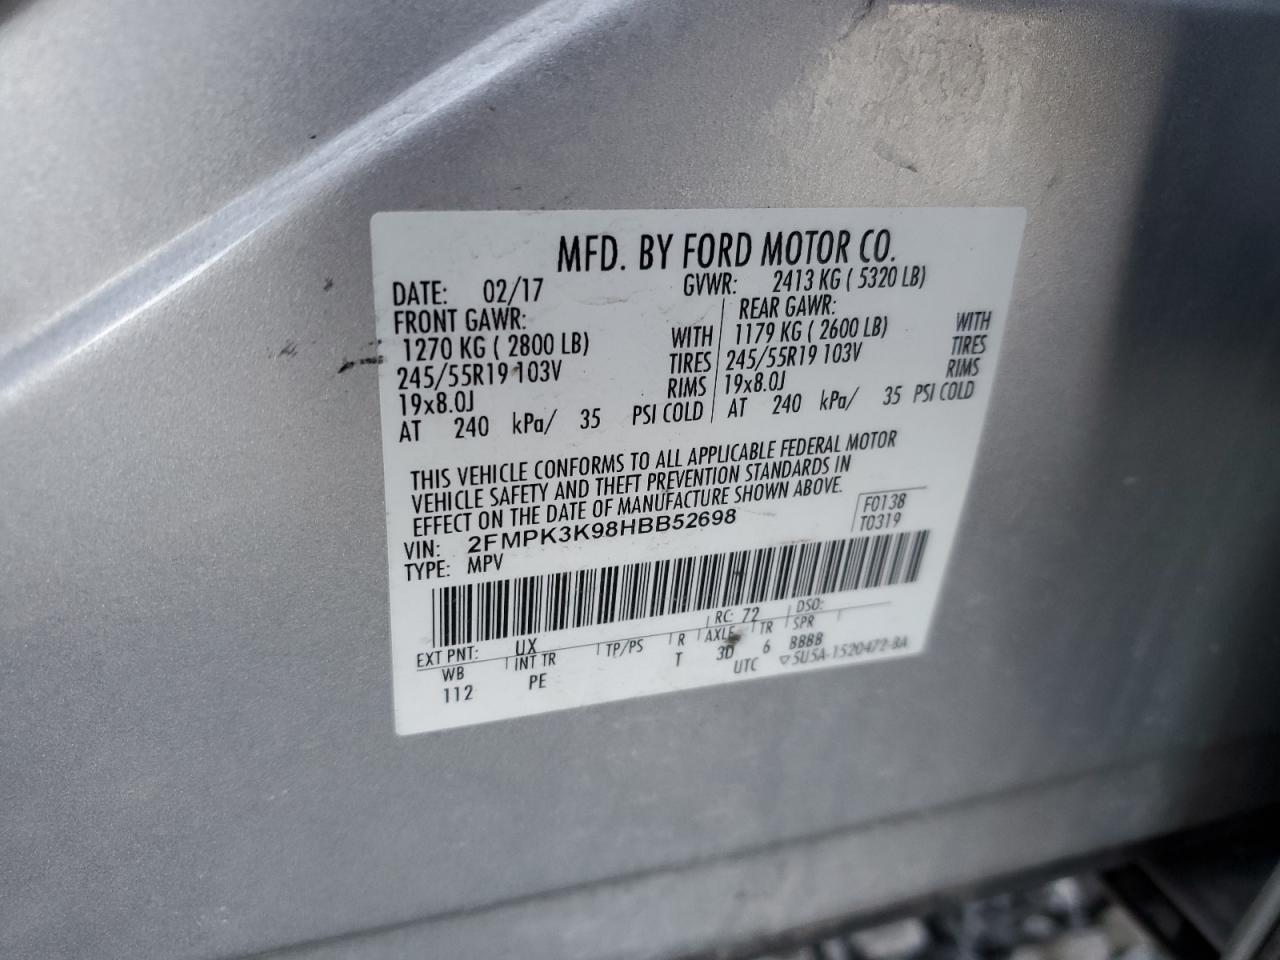 MFD. BY FORD MOTOR CO.
DATE: 02/17 GVWR: 2413 KG ( 5320 LB)
FRONT GAWR: REAR GAWR:
1270 KG ( 2800 LB) WITH 1179 KG ( 2600 LB) WITH
245/55R19 103V TIRES 245/55R19 103V TIRES
19x8.0J RIMS 19x8.0J RIMS
AT 240 kPa/ 35 PSI COLD AT 240 kPa/ 35 PSI COLD
THIS VEHICLE CONFORMS TO ALL APPLICABLE FEDERAL MOTOR
VEHICLE SAFETY AND THEFT PREVENTION STANDARDS IN
EFFECT ON THE DATE OF MANUFACTURE SHOWN ABOVE.
VIN: 2FMPK3K98HBB52698 F0138
TYPE: MPV T0319
EXT PNT: UX RC: 72 DSO:
WB INT TR TP/PS R AXLE TR SPR
112 PE T 3D 6 8888
UTC ▽5U5A-1520472-BA